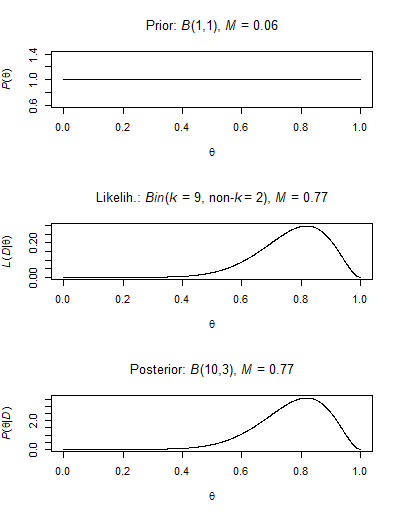 Prior: B(1,1), M = 0.06
P(θ)
0.6 1.0 1.4
0.0 0.2 0.4 0.6 0.8 1.0
θ
Likelih.: Bin(k = 9, non-k = 2), M = 0.77
L(D|θ)
0.00 0.20
0.0 0.2 0.4 0.6 0.8 1.0
θ
Posterior: B(10,3), M = 0.77
P(θ|D)
0.0 2.0
0.0 0.2 0.4 0.6 0.8 1.0
θ